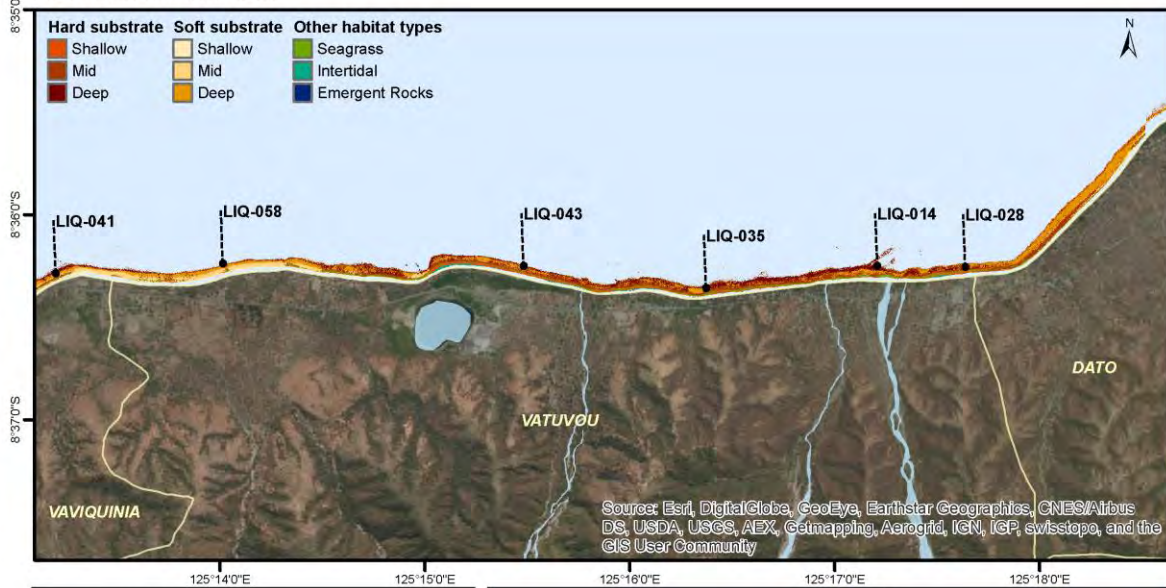 8°35'0"S
Hard substrate Soft substrate Other habitat types
Shallow Shallow Seagrass
Mid Mid Intertidal
Deep Deep Emergent Rocks
N
8°36'0"S
LIQ-041
LIQ-058
LIQ-043
LIQ-035
LIQ-014
LIQ-028
8°37'0"S
DATO
VATUVOU
VAVIQUINIA
Source: Esri, DigitalGlobe, GeoEye, Earthstar Geographics, CNES/Airbus
DS, USDA, USGS, AEX, Getmapping, Aerogrid, IGN, IGP, swisstopo, and the
GIS User Community
125°14'0"E 125°15'0"E 125°16'0"E 125°17'0"E 125°18'0"E